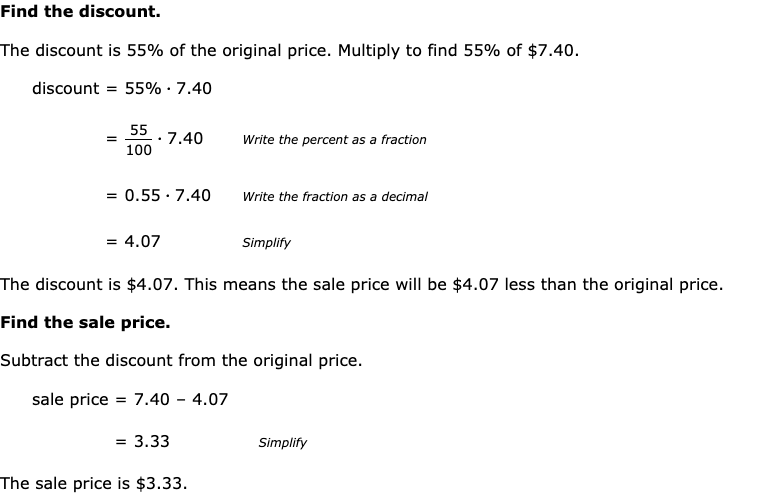 Find the discount.
The discount is 55% of the original price. Multiply to find 55% of $7.40.
discount = 55% · 7.40
= 55/100 · 7.40 Write the percent as a fraction
= 0.55 · 7.40 Write the fraction as a decimal
= 4.07 Simplify
The discount is $4.07. This means the sale price will be $4.07 less than the original price.
Find the sale price.
Subtract the discount from the original price.
sale price = 7.40 − 4.07
= 3.33 Simplify
The sale price is $3.33.